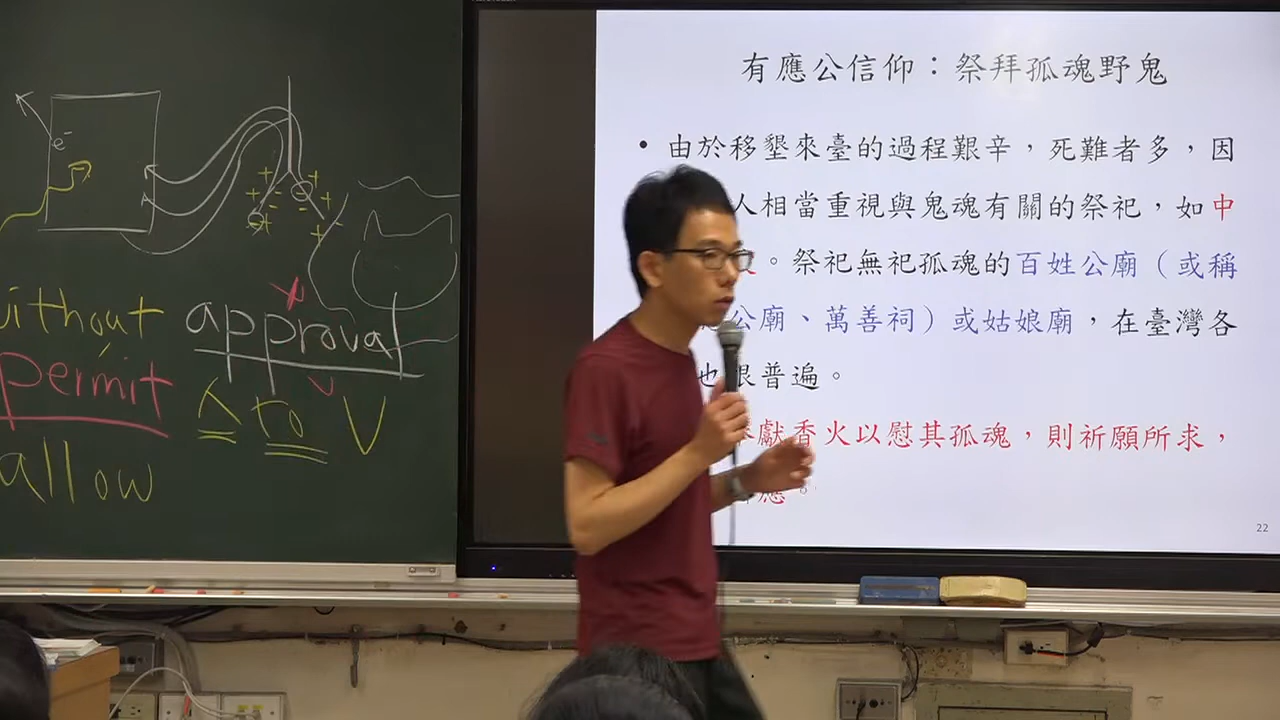 e⁻
without approval
permit
∧ to V
allow
有應公信仰：祭拜孤魂野鬼
• 由於移墾來臺的過程艱辛，死難者多，因
人相當重視與鬼魂有關的祭祀，如中
。祭祀無祀孤魂的百姓公廟（或稱
公廟、萬善祠）或姑娘廟，在臺灣各
也很普遍。
獻香火以慰其孤魂，則祈願所求，
應。
22